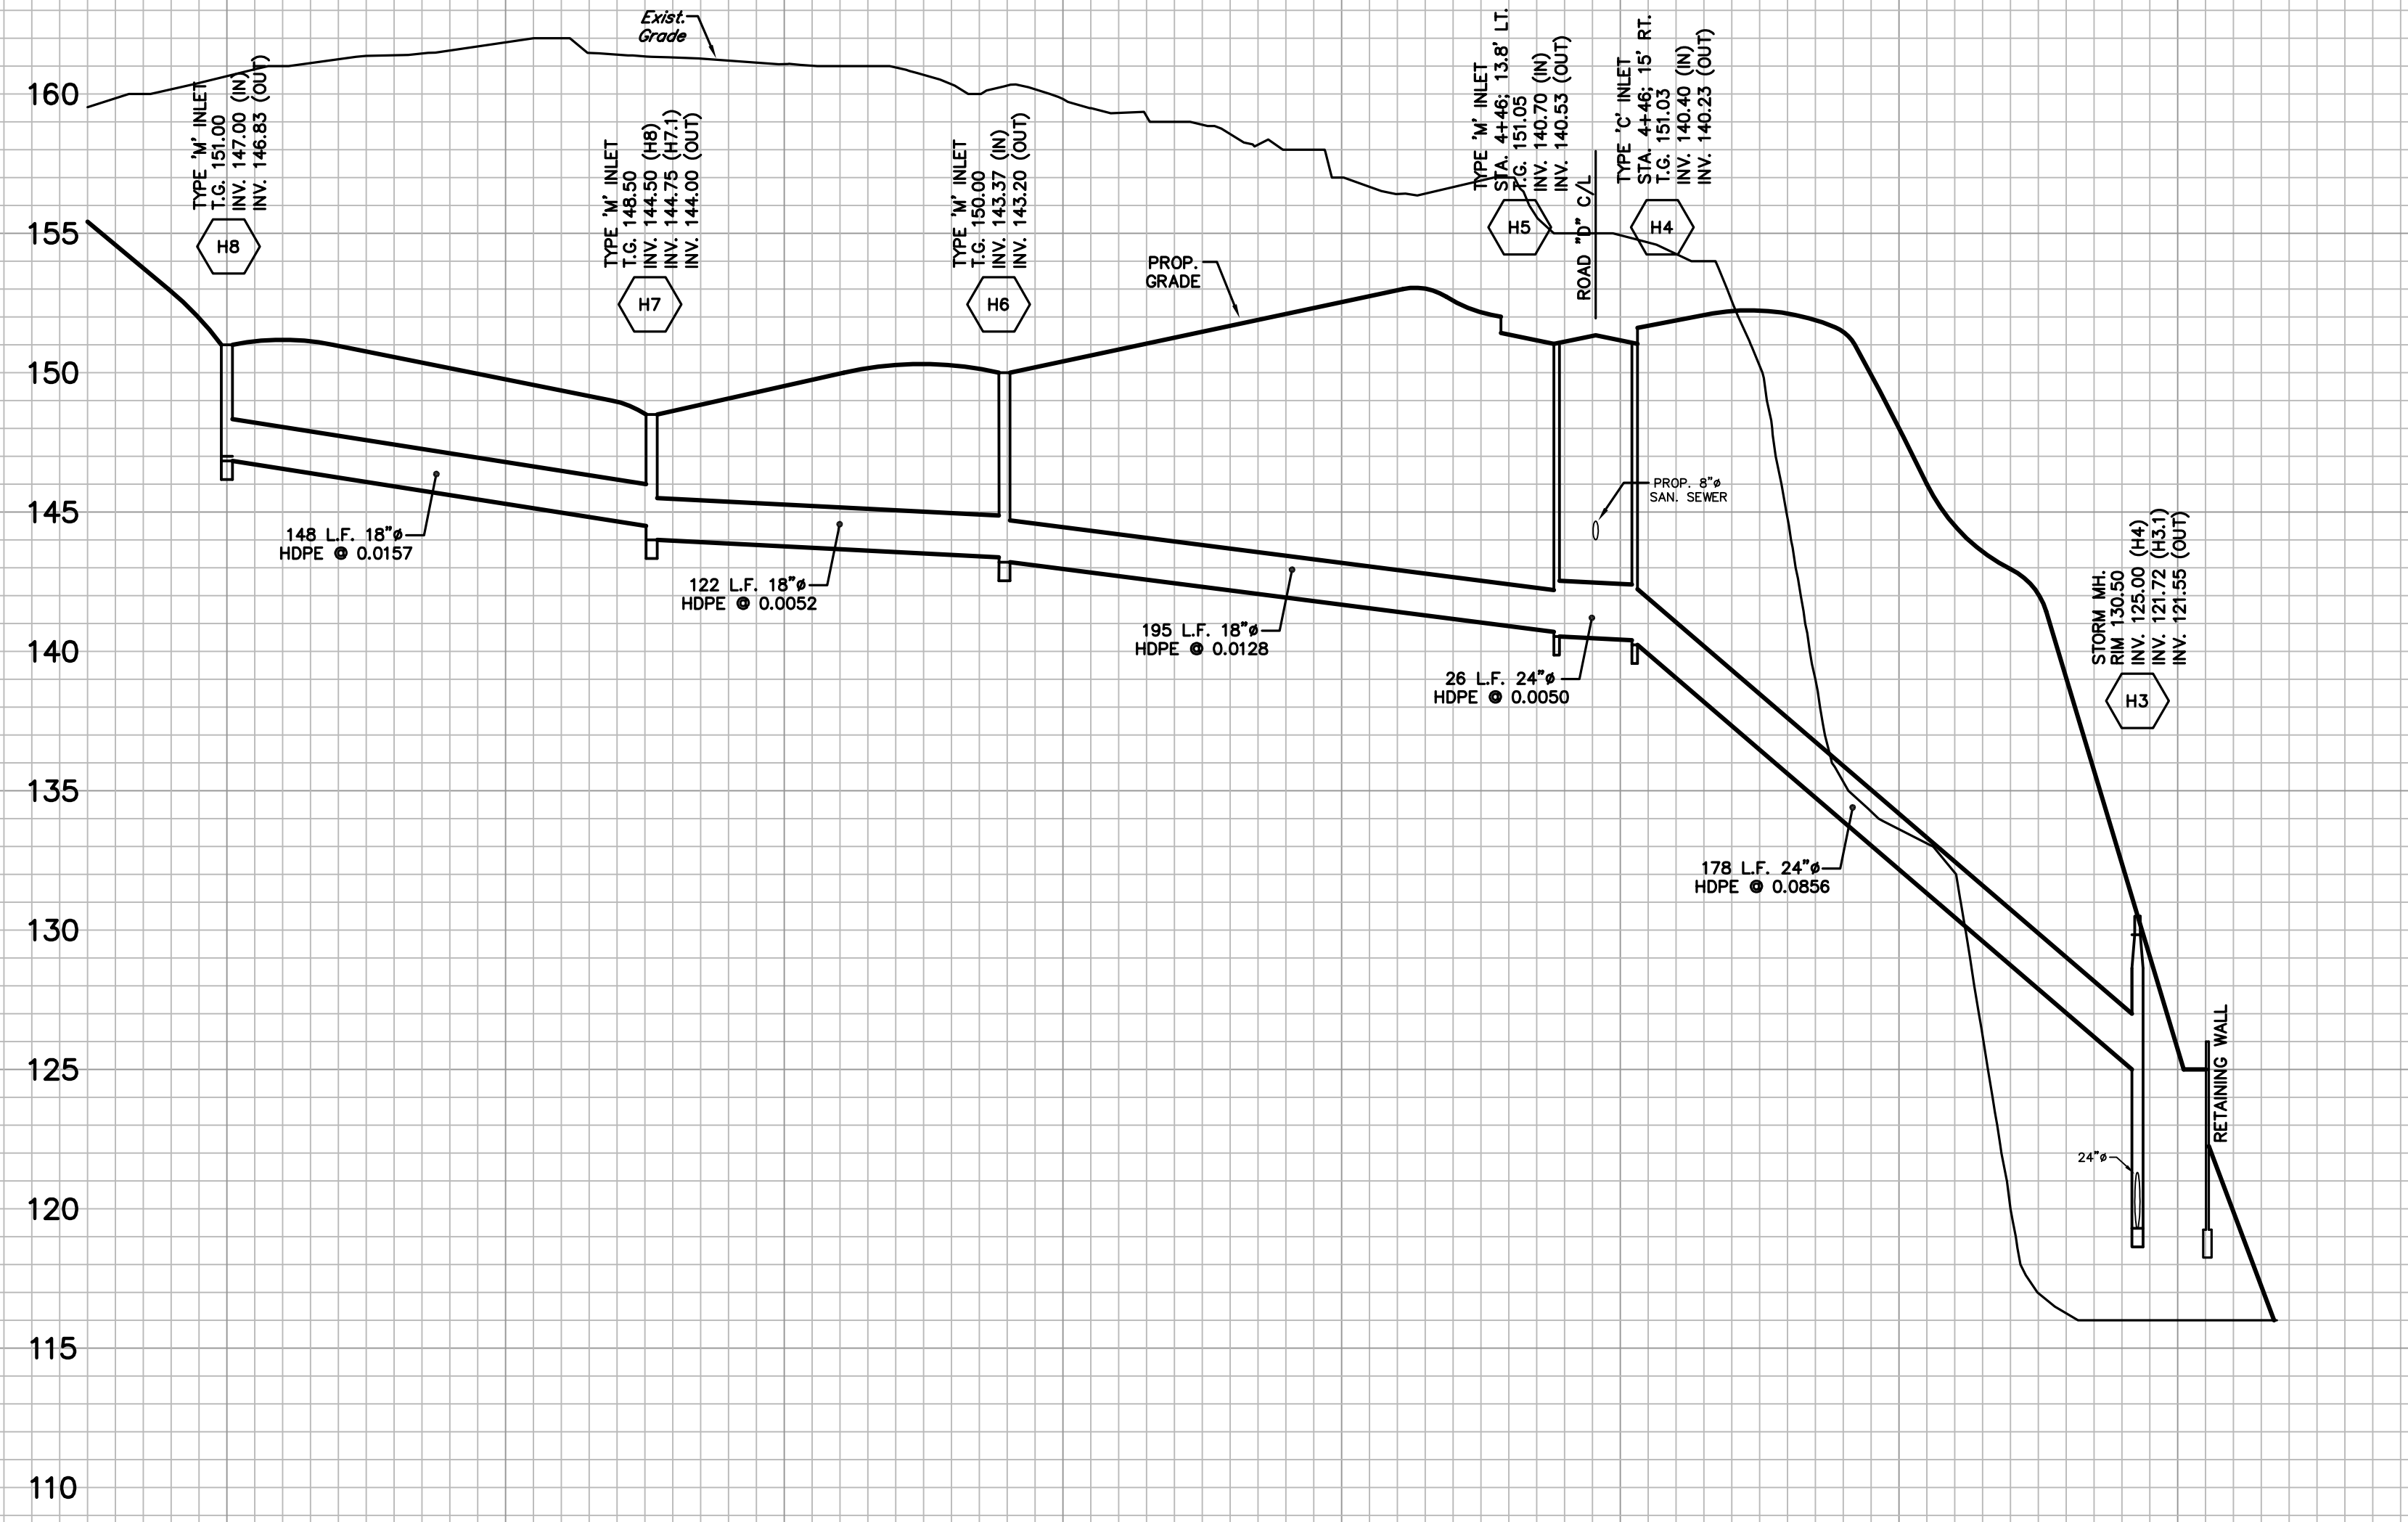 Exist.
Grade
160
155
150
145
140
135
130
125
120
115
110
TYPE 'M' INLET
T.G. 151.00
INV. 147.00 (IN)
INV. 146.83 (OUT)
H8
TYPE 'M' INLET
T.G. 148.50
INV. 144.50 (H8)
INV. 144.75 (H7.1)
INV. 144.00 (OUT)
H7
TYPE 'M' INLET
T.G. 150.00
INV. 143.37 (IN)
INV. 143.20 (OUT)
H6
PROP.
GRADE
TYPE 'M' INLET
STA. 4+46; 13.8' LT.
T.G. 151.05
INV. 140.70 (IN)
INV. 140.53 (OUT)
H5
ROAD "D" C/L
TYPE 'C' INLET
STA. 4+46; 15' RT.
T.G. 151.03
INV. 140.40 (IN)
INV. 140.23 (OUT)
H4
PROP. 8"ø
SAN. SEWER
148 L.F. 18"ø
HDPE @ 0.0157
122 L.F. 18"ø
HDPE @ 0.0052
195 L.F. 18"ø
HDPE @ 0.0128
26 L.F. 24"ø
HDPE @ 0.0050
178 L.F. 24"ø
HDPE @ 0.0856
STORM MH.
RIM 130.50
INV. 125.00 (H4)
INV. 121.72 (H3.1)
INV. 121.55 (OUT)
H3
24"ø
RETAINING WALL